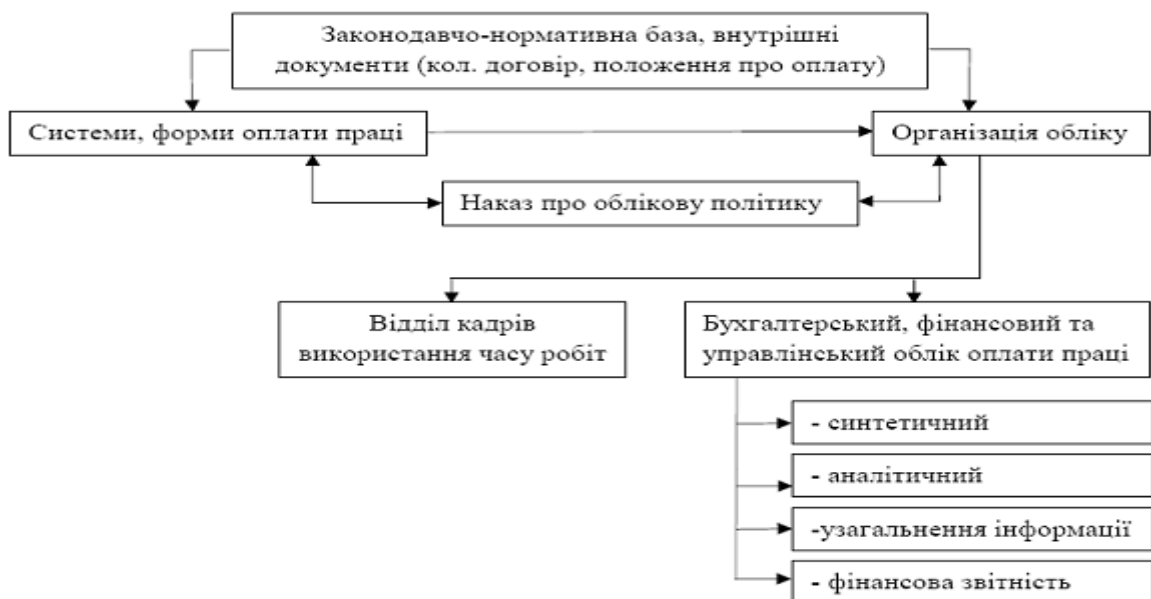 Законодавчо-нормативна база, внутрішні
документи (кол. договір, положення про оплату)
Системи, форми оплати праці
Організація обліку
Наказ про облікову політику
Відділ кадрів
використання часу робіт
Бухгалтерський, фінансовий та
управлінський облік оплати праці
- синтетичний
- аналітичний
-узагальнення інформації
- фінансова звітність